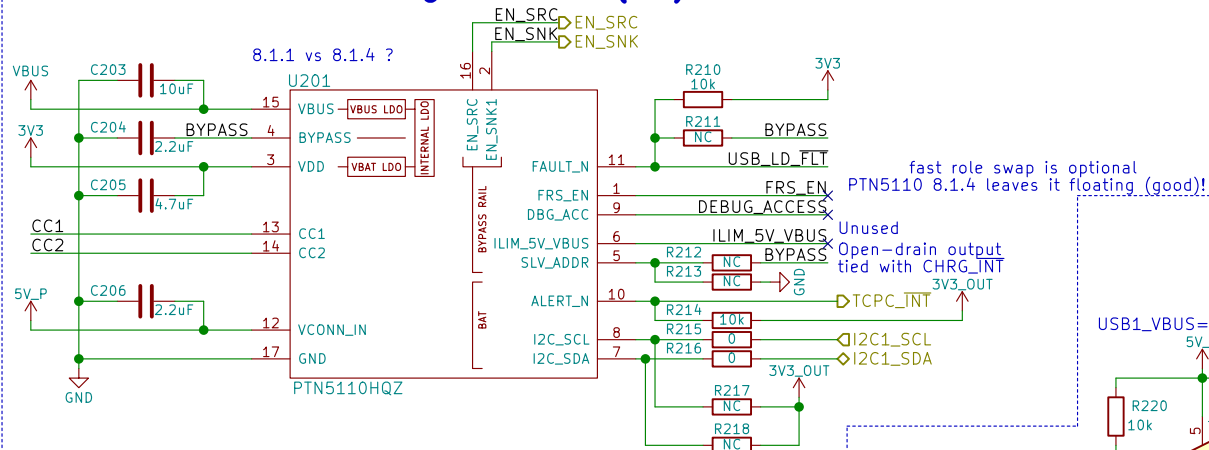 EN_SRC
EN_SRC
EN_SNK
EN_SNK
8.1.1 vs 8.1.4 ?
16
2
U201
VBUS
C203
10uF
15
VBUS
VBUS LDO
INTERNAL LDO
EN_SRC
EN_SNK1
3V3
C204
2.2uF
BYPASS
4
BYPASS
3
VDD
VBAT LDO
C205
4.7uF
CC1
13
CC1
CC2
14
CC2
5V_P
C206
2.2uF
12
VCONN_IN
17
GND
GND
PTN5110HQZ
BYPASS RAIL
BAT
FAULT_N
11
FRS_EN
1
DBG_ACC
9
ILIM_5V_VBUS
6
SLV_ADDR
5
ALERT_N
10
I2C_SCL
8
I2C_SDA
7
R210
10k
3V3
R211
NC
BYPASS
USB_LD_FLT
FRS_EN
DEBUG_ACCESS
ILIM_5V_VBUS
R212
NC
BYPASS
R213
NC
GND
fast role swap is optional
PTN5110 8.1.4 leaves it floating (good)!
Unused
Open-drain output
tied with CHRG_INT
TCPC_INT
3V3_OUT
R214
10k
R215
0
I2C1_SCL
R216
0
I2C1_SDA
3V3_OUT
R217
NC
R218
NC
USB1_VBUS=
5V_
R220
10k
5